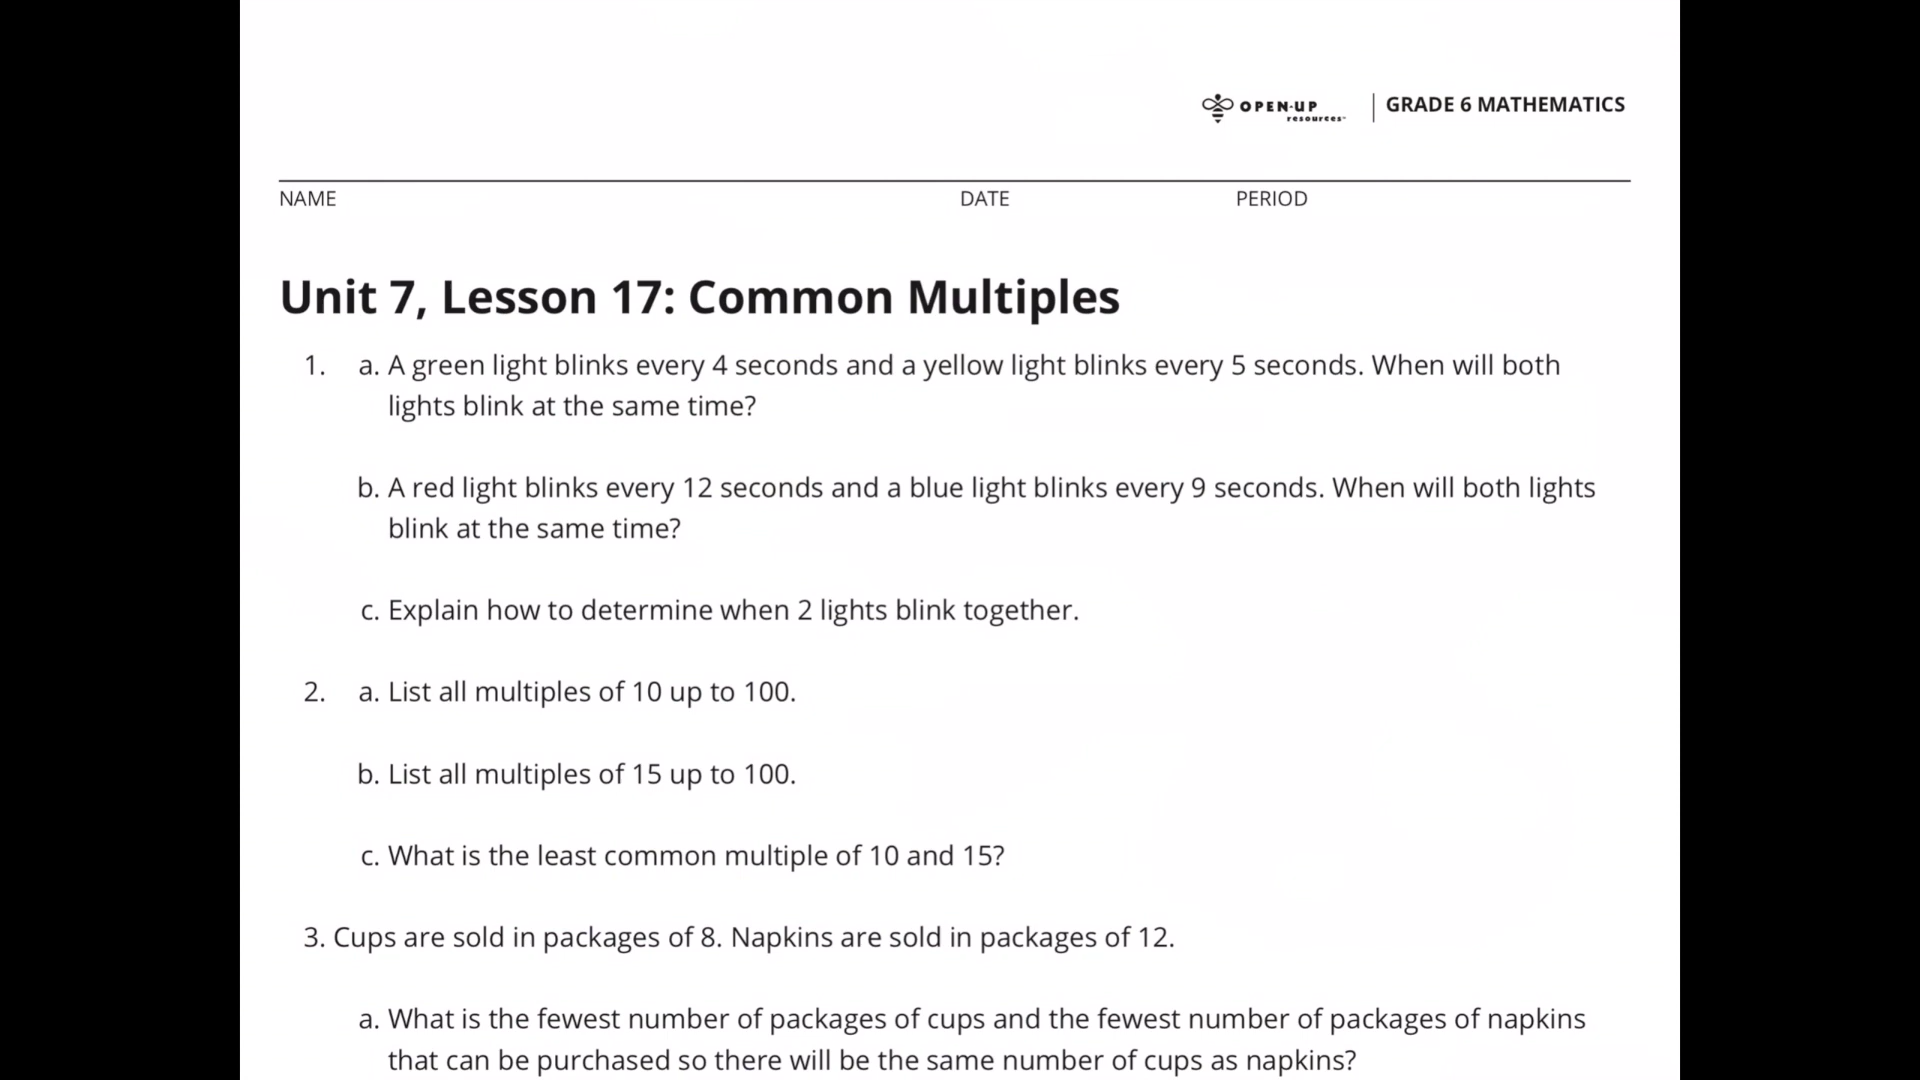 OPEN-UP
resources™
GRADE 6 MATHEMATICS
NAME DATE PERIOD
Unit 7, Lesson 17: Common Multiples
1. a. A green light blinks every 4 seconds and a yellow light blinks every 5 seconds. When will both
lights blink at the same time?
b. A red light blinks every 12 seconds and a blue light blinks every 9 seconds. When will both lights
blink at the same time?
c. Explain how to determine when 2 lights blink together.
2. a. List all multiples of 10 up to 100.
b. List all multiples of 15 up to 100.
c. What is the least common multiple of 10 and 15?
3. Cups are sold in packages of 8. Napkins are sold in packages of 12.
a. What is the fewest number of packages of cups and the fewest number of packages of napkins
that can be purchased so there will be the same number of cups as napkins?